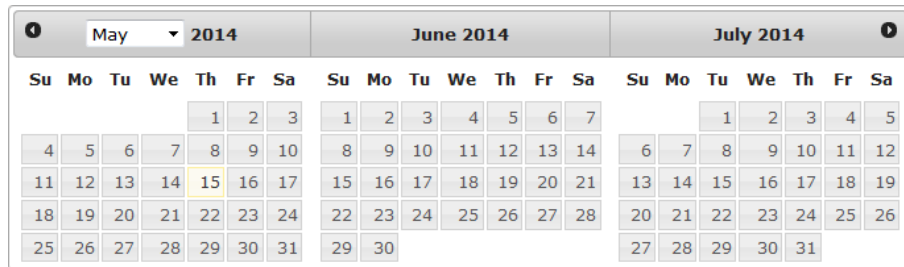 May 2014 June 2014 July 2014
Su Mo Tu We Th Fr Sa Su Mo Tu We Th Fr Sa Su Mo Tu We Th Fr Sa
1 2 3 1 2 3 4 5 6 7 1 2 3 4 5
4 5 6 7 8 9 10 8 9 10 11 12 13 14 6 7 8 9 10 11 12
11 12 13 14 15 16 17 15 16 17 18 19 20 21 13 14 15 16 17 18 19
18 19 20 21 22 23 24 22 23 24 25 26 27 28 20 21 22 23 24 25 26
25 26 27 28 29 30 31 29 30 27 28 29 30 31